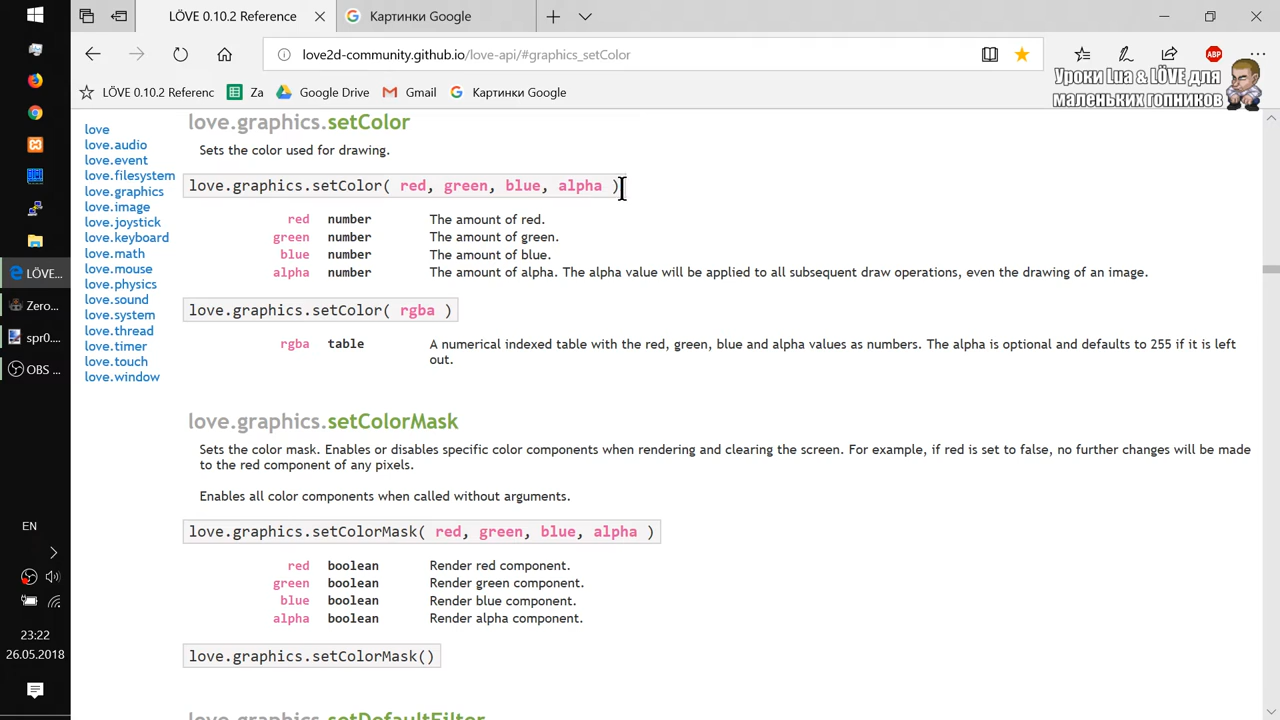 LÖVE 0.10.2 Reference
Картинки Google
love2d-community.github.io/love-api/#graphics_setColor
ABP
LÖVE 0.10.2 Referenc
Za
Google Drive
Gmail
Картинки Google
Уроки Lua & LÖVE для
маленьких гопников
love
love.audio
love.event
love.filesystem
love.graphics
love.image
love.joystick
love.keyboard
love.math
love.mouse
love.physics
love.sound
love.system
love.thread
love.timer
love.touch
love.window
love.graphics.setColor
Sets the color used for drawing.
love.graphics.setColor( red, green, blue, alpha )
red number The amount of red.
green number The amount of green.
blue number The amount of blue.
alpha number The amount of alpha. The alpha value will be applied to all subsequent draw operations, even the drawing of an image.
love.graphics.setColor( rgba )
rgba table A numerical indexed table with the red, green, blue and alpha values as numbers. The alpha is optional and defaults to 255 if it is left
out.
love.graphics.setColorMask
Sets the color mask. Enables or disables specific color components when rendering and clearing the screen. For example, if red is set to false, no further changes will be made
to the red component of any pixels.
Enables all color components when called without arguments.
love.graphics.setColorMask( red, green, blue, alpha )
red boolean Render red component.
green boolean Render green component.
blue boolean Render blue component.
alpha boolean Render alpha component.
love.graphics.setColorMask()
love.graphics.setDefaultFilter
LÖVE...
Zero...
spr0...
OBS ...
EN
23:22
26.05.2018